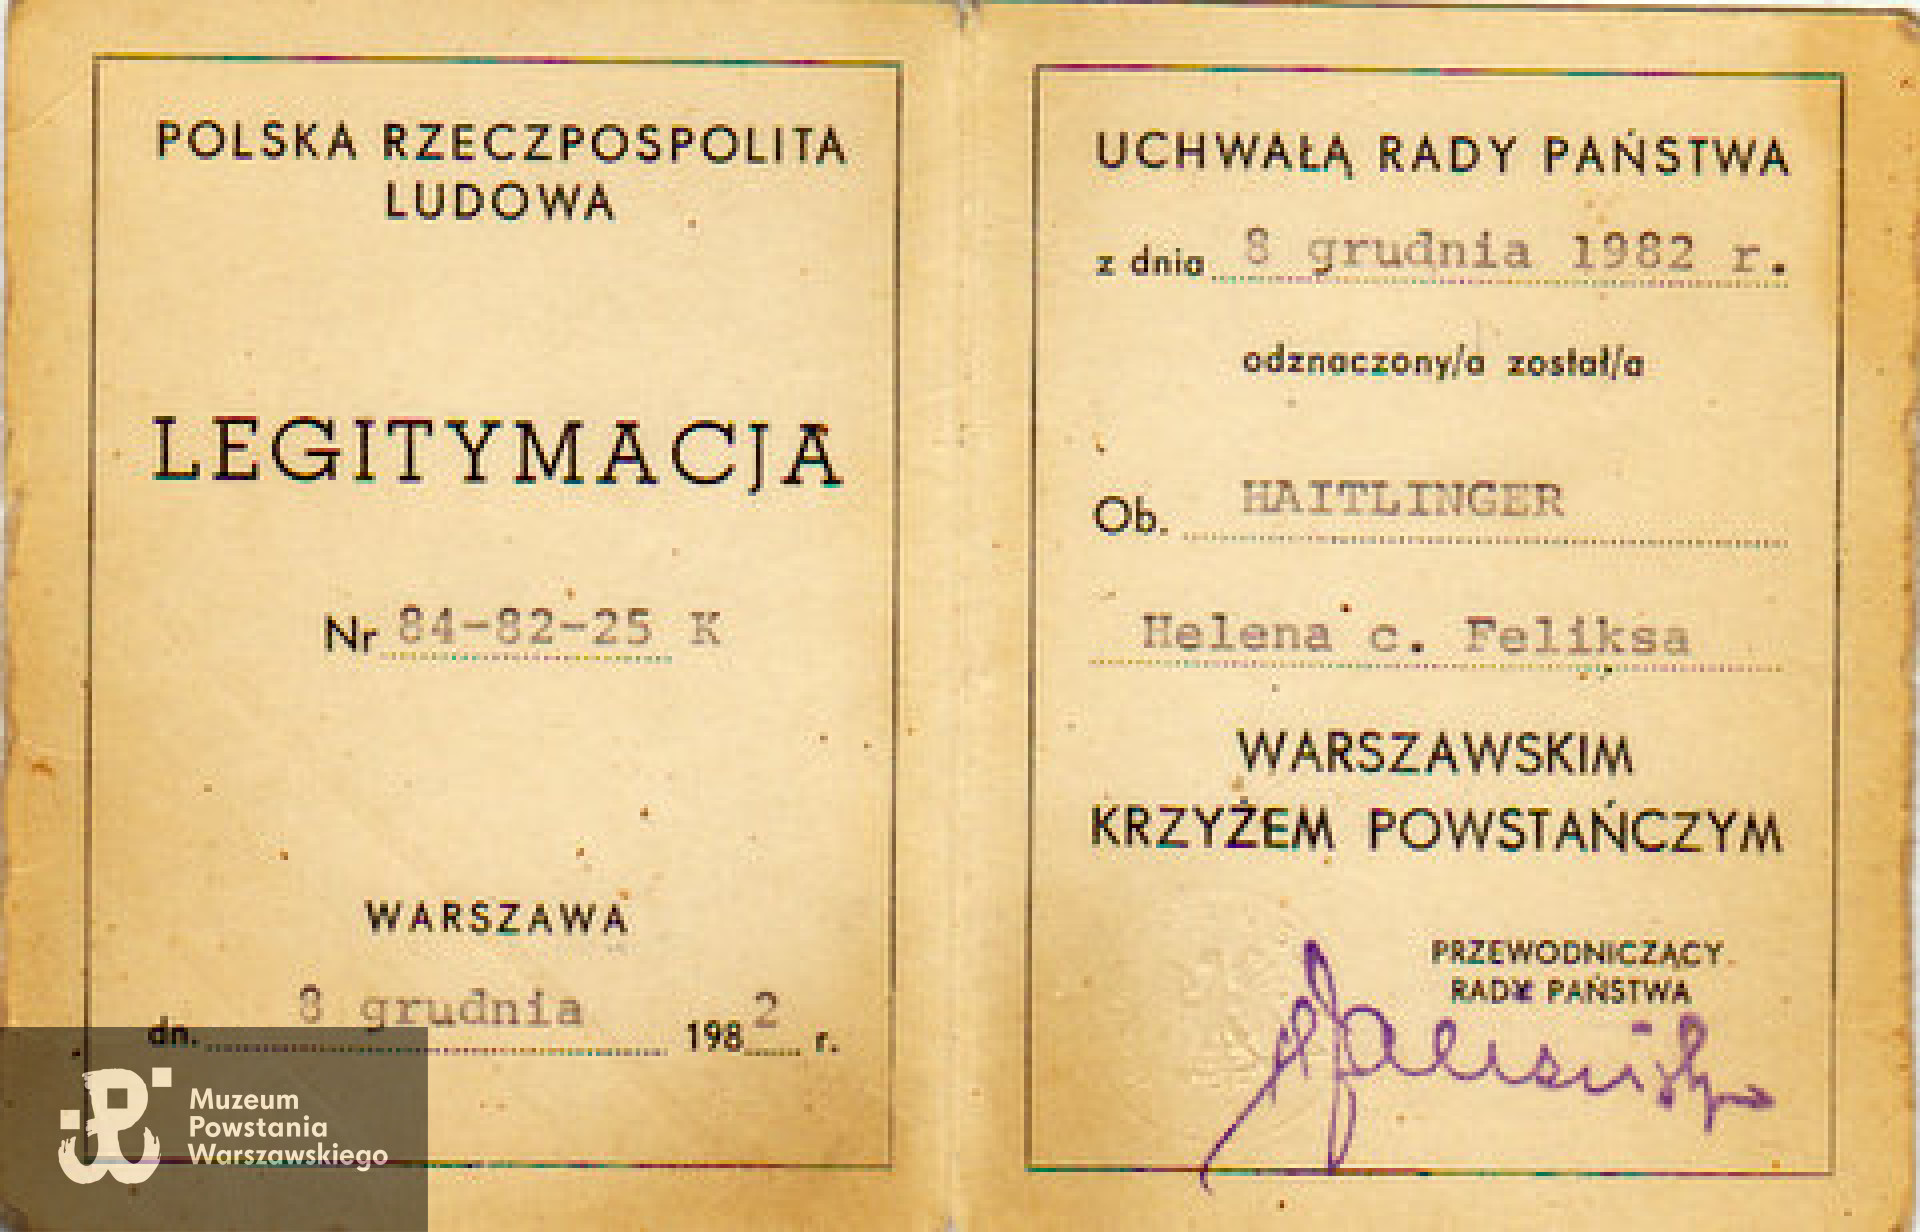 POLSKA RZECZPOSPOLITA
LUDOWA
LEGITYMACJA
Nr 84-82-25 K
WARSZAWA
dn. 8 grudnia 1982 r.
UCHWAŁĄ RADY PAŃSTWA
z dnia 8 grudnia 1982 r.
odznaczony/a został/a
Ob. HAITLINGER
Helena c. Feliksa
WARSZAWSKIM
KRZYŻEM POWSTAŃCZYM
PRZEWODNICZĄCY
RADY PAŃSTWA
Muzeum
Powstania
Warszawskiego